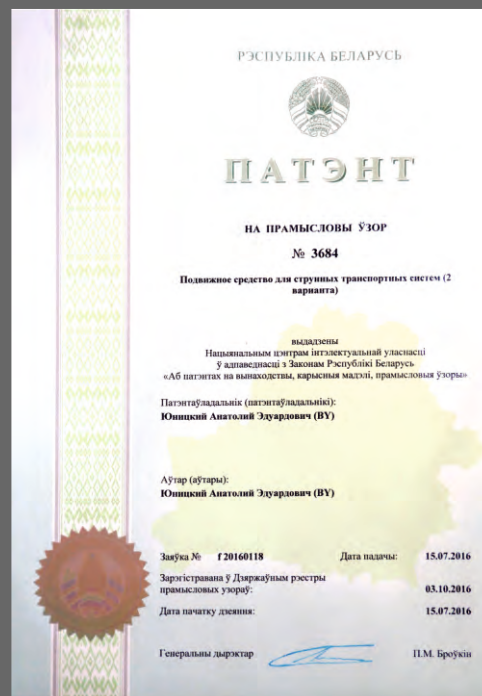 РЭСПУБЛІКА БЕЛАРУСЬ
ПАТЭНТ
НА ПРАМЫСЛОВЫ ЎЗОР
№ 3684
Подвижное средство для струнных транспортных систем (2
варианта)
выдадзены
Нацыянальным цэнтрам інтэлектуальнай уласнасці
ў адпаведнасці з Законам Рэспублікі Беларусь
«Аб патэнтах на вынаходствы, карысныя мадэлі, прамысловыя ўзоры»
Патэнтаўладальнік (патэнтаўладальнікі):
Юницкий Анатолий Эдуардович (BY)
Аўтар (аўтары):
Юницкий Анатолий Эдуардович (BY)
Заяўка № f 20160118 Дата падачы: 15.07.2016
Зарэгістравана ў Дзяржаўным рэестры
прамысловых узораў: 03.10.2016
Дата пачатку дзеяння: 15.07.2016
Генеральны дырэктар П.М. Броўкін